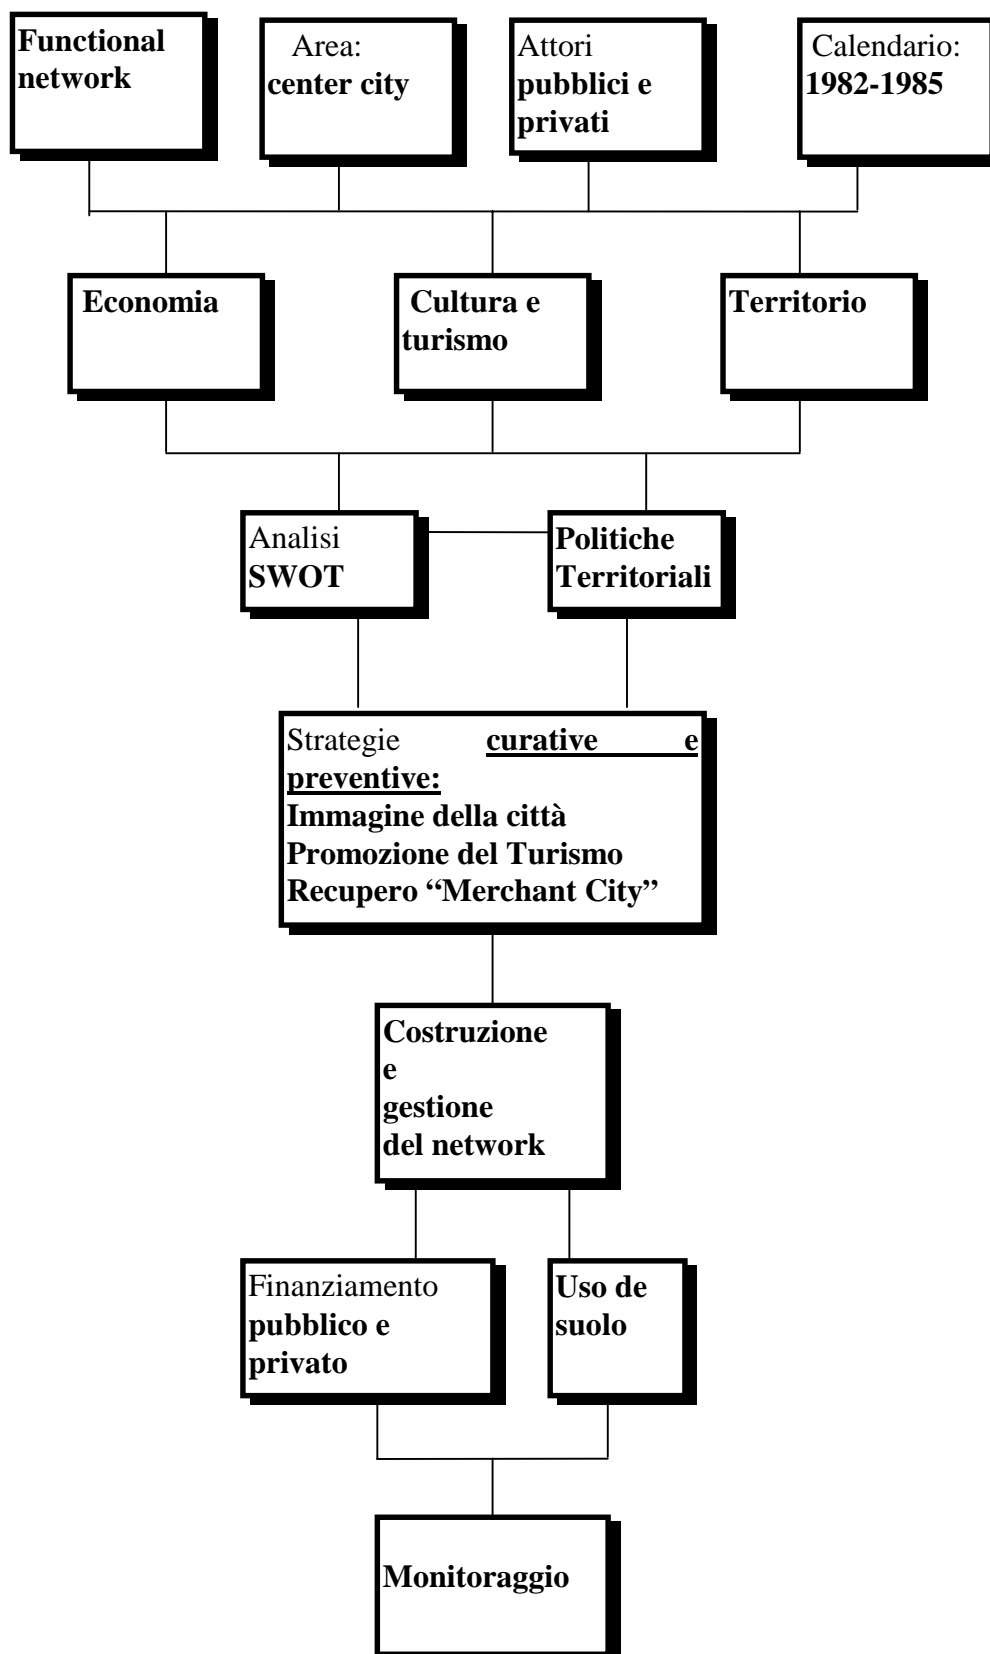 Functional
network
Area:
center city
Attori
pubblici e
privati
Calendario:
1982-1985
Economia
Cultura e
turismo
Territorio
Analisi
SWOT
Politiche
Territoriali
Strategie curative e
preventive:
Immagine della città
Promozione del Turismo
Recupero “Merchant City”
Costruzione
e
gestione
del network
Finanziamento
pubblico e
privato
Uso de
suolo
Monitoraggio